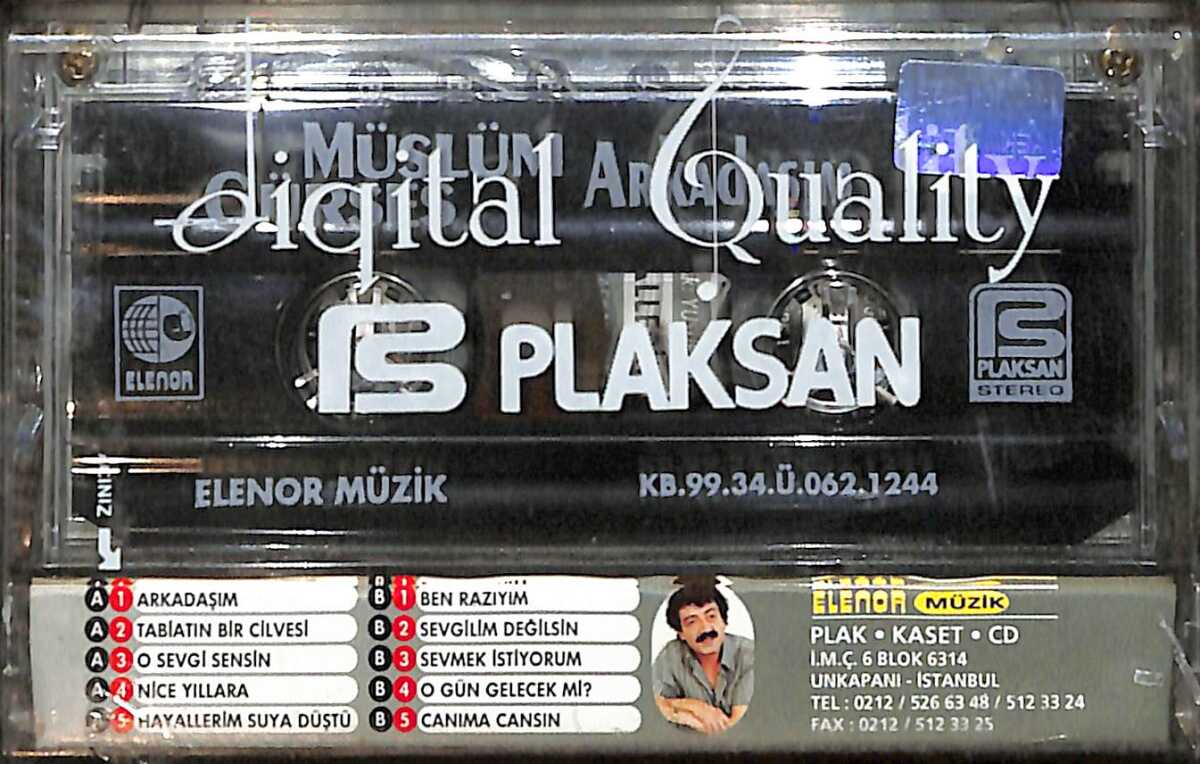 MÜSLÜM
GÜRSES
ARKADAŞIM
Digital Quality
ELENOR
PLAKSAN
PLAKSAN
STEREO
ELENOR MÜZİK
KB.99.34.Ü.062.1244
A 1 ARKADAŞIM
A 2 TABİATIN BİR CİLVESİ
A 3 O SEVGİ SENSİN
A 4 NİCE YILLARA
5 HAYALLERİM SUYA DÜŞTÜ
B 1 BEN RAZIYIM
B 2 SEVGİLİM DEĞİLSİN
B 3 SEVMEK İSTİYORUM
B 4 O GÜN GELECEK Mİ?
B 5 CANIMA CANSIN
ELENOR MÜZİK
PLAK • KASET • CD
İ.M.Ç. 6 BLOK 6314
UNKAPANI - İSTANBUL
TEL : 0212 / 526 63 48 / 512 33 24
FAX : 0212 / 512 33 25